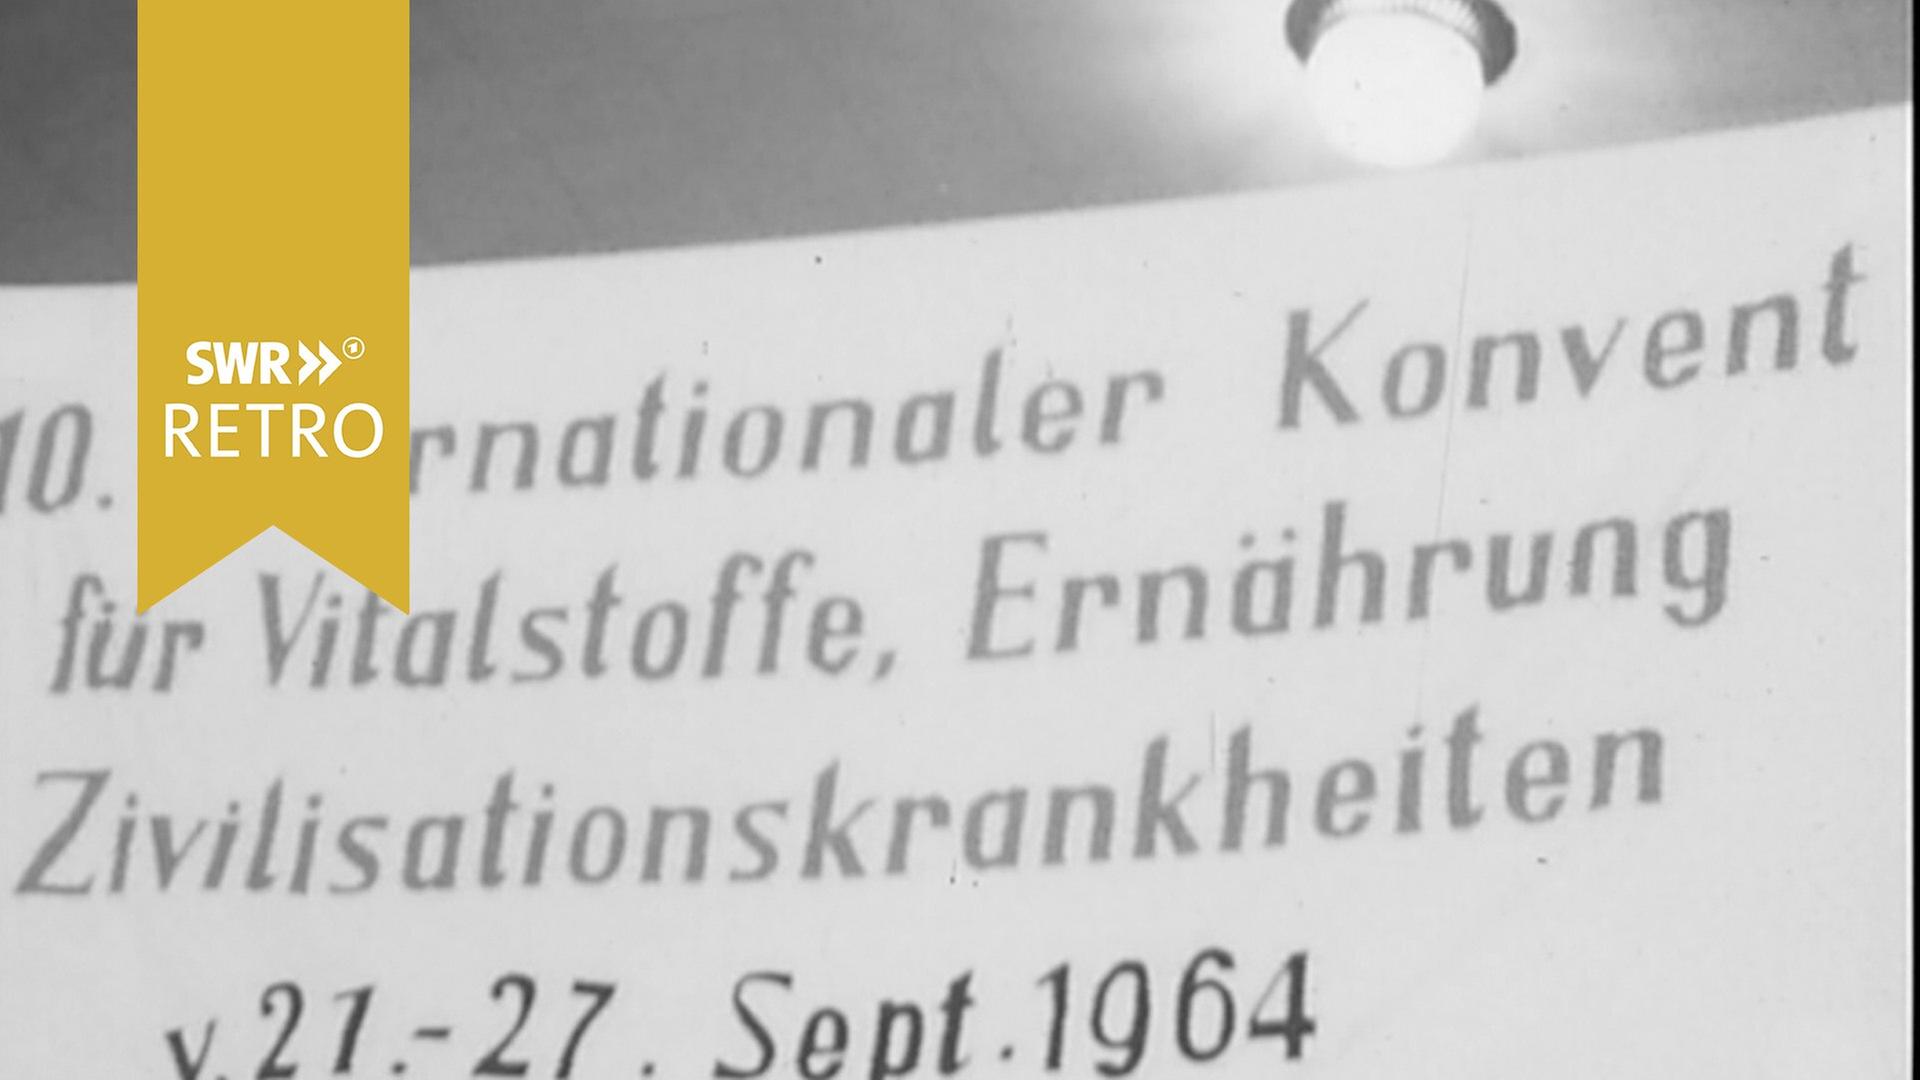 SWR»
RETRO
10. rnationaler Konvent
für Vitalstoffe, Ernährung
Zivilisationskrankheiten
v.21.-27. Sept.1964